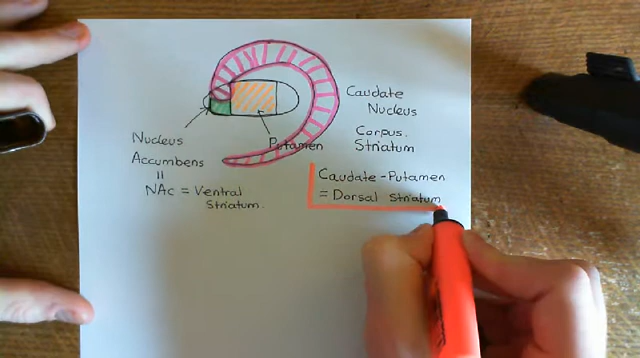 Caudate
Nucleus
Corpus.
Striatum
Putamen
Nucleus
Accumbens
=
NAc = Ventral
Striatum.
Caudate-Putamen
= Dorsal Striatum